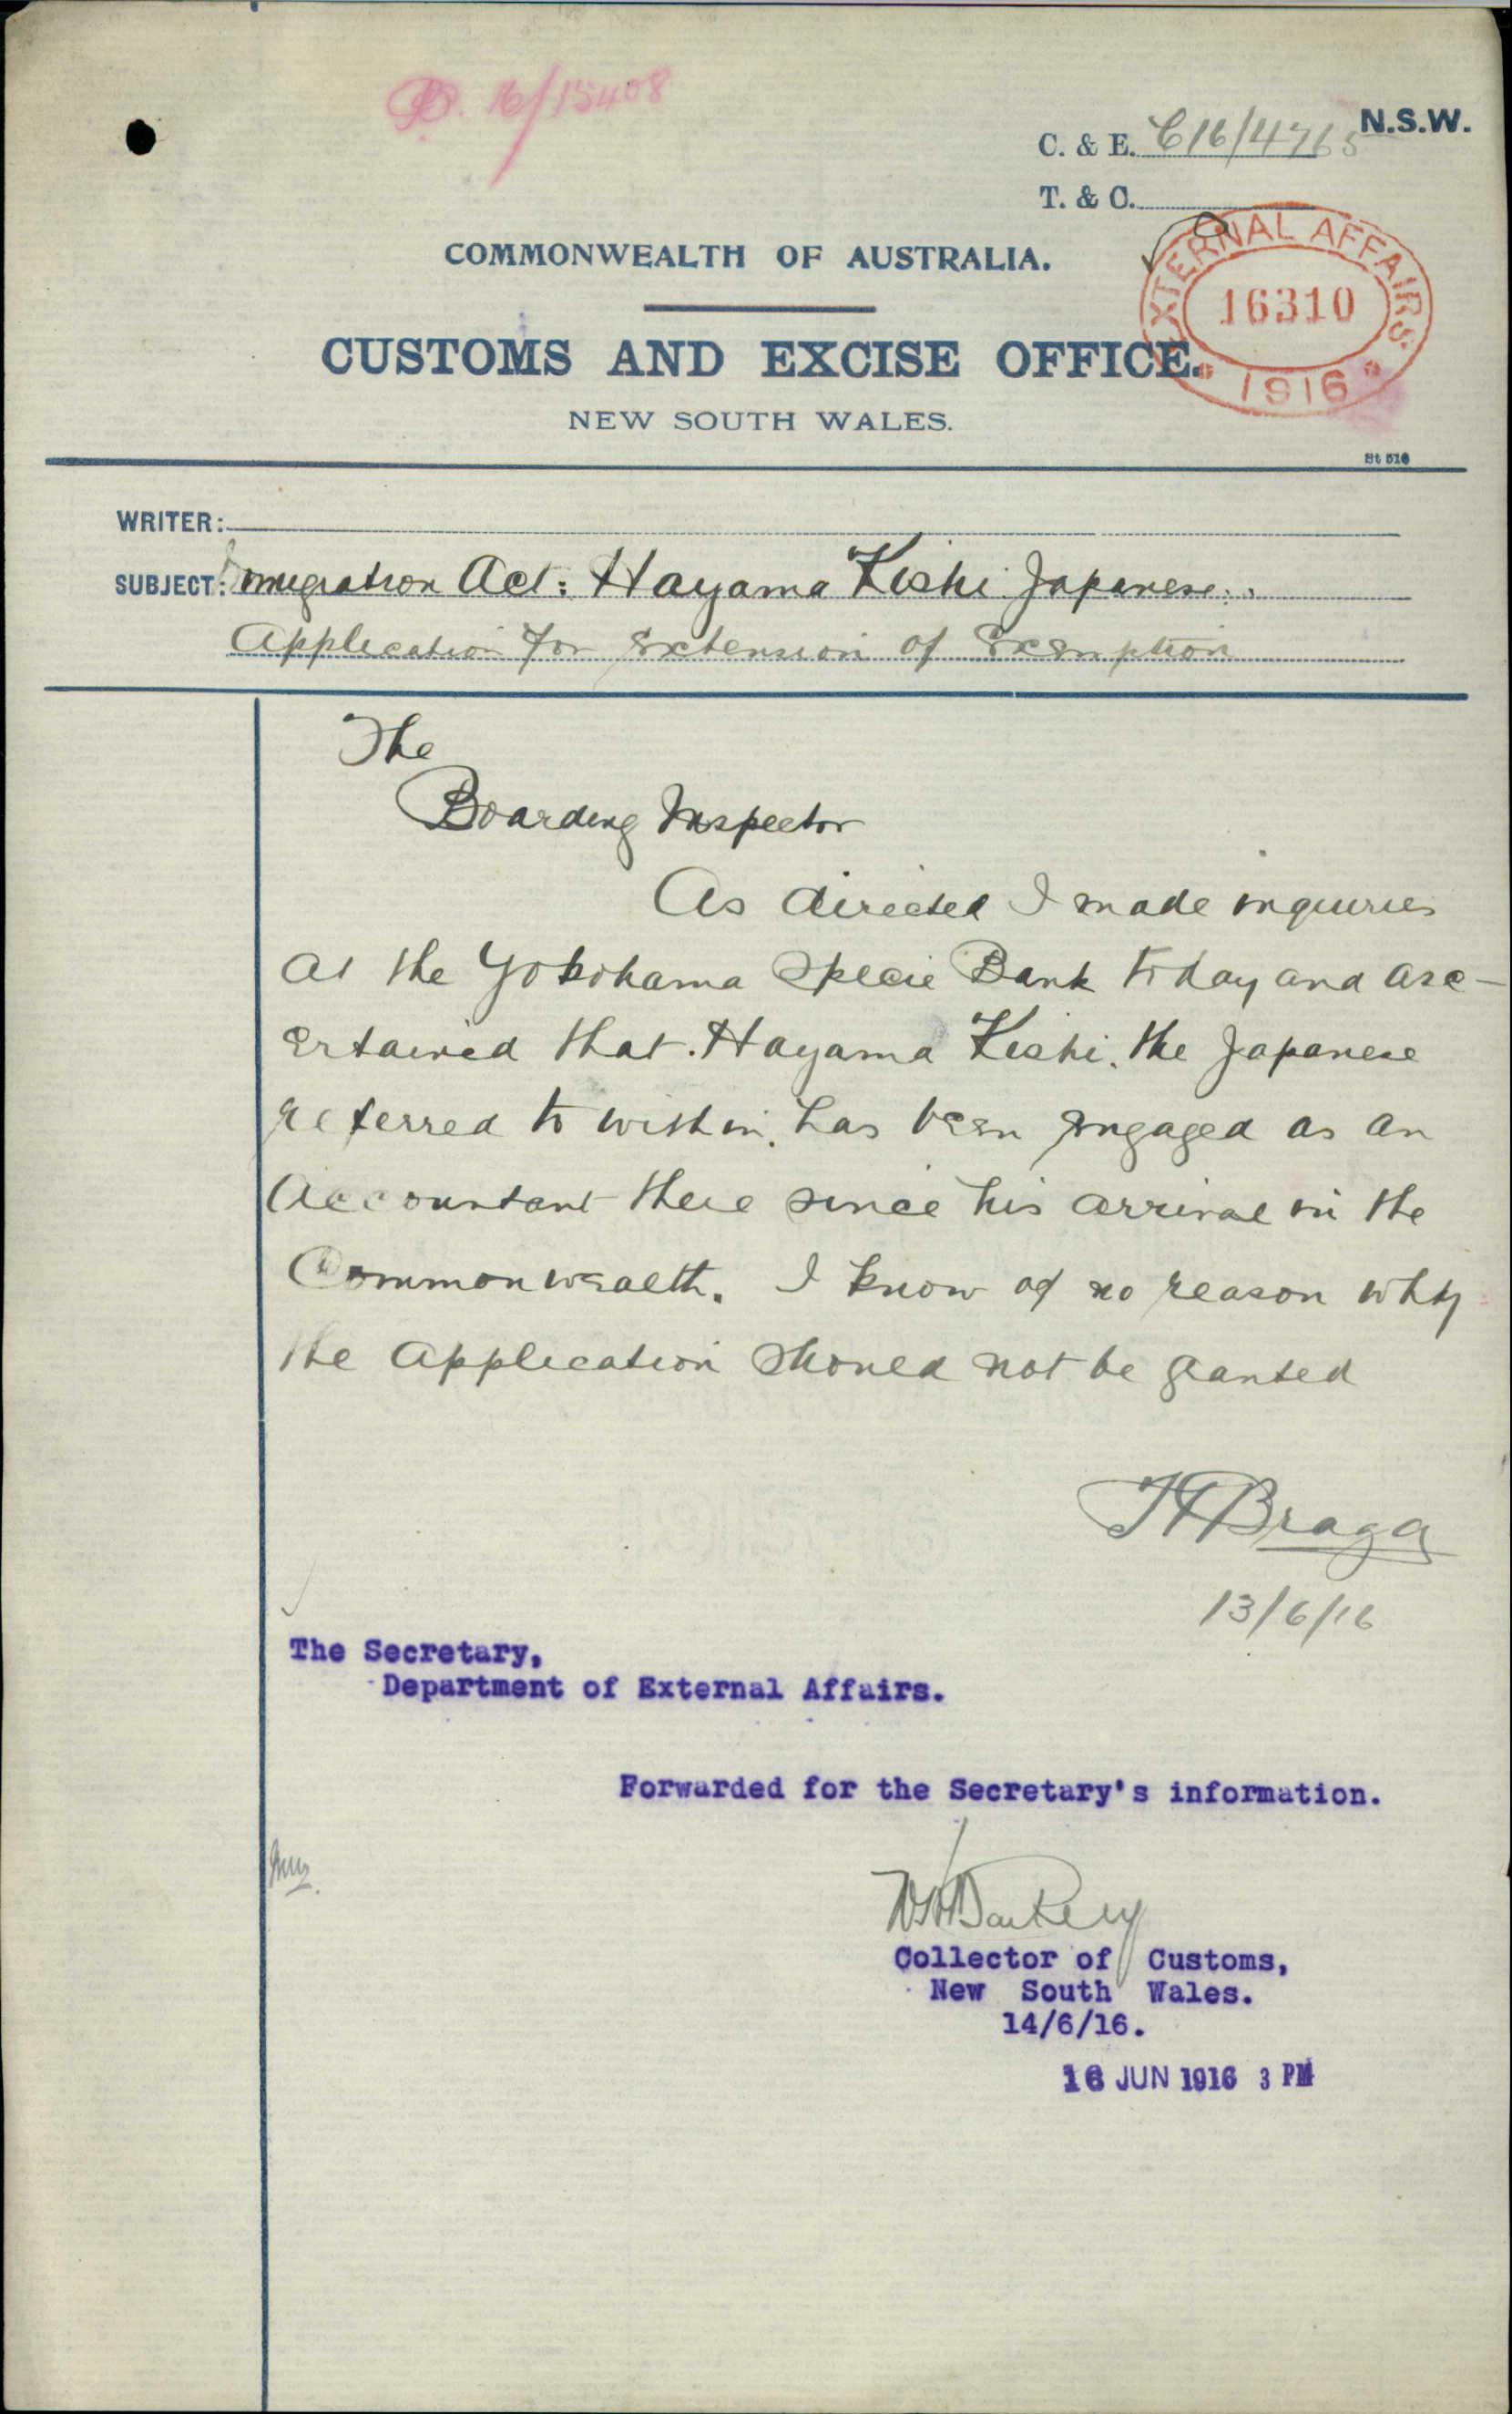 16/15408
N.S.W.
C. & E. C16/4765
T. & C.
COMMONWEALTH OF AUSTRALIA.
EXTERNAL AFFAIRS
16310
1916
CUSTOMS AND EXCISE OFFICE.
NEW SOUTH WALES.
St 516
WRITER:
SUBJECT: Immigration Act: Hayama Kishi Japanese.
Application for Extension of Exemption
The
Boarding Inspector
As directed I made inquiries
at the Yokohama Specie Bank today and asc-
ertained that Hayama Kishi, the Japanese
referred to within, has been engaged as an
Accountant there since his arrival in the
Commonwealth. I know of no reason why
the application should not be granted
Braga
13/6/16
The Secretary,
Department of External Affairs.
Forwarded for the Secretary's information.
Collector of Customs,
New South Wales.
14/6/16.
16 JUN 1916 3 PM